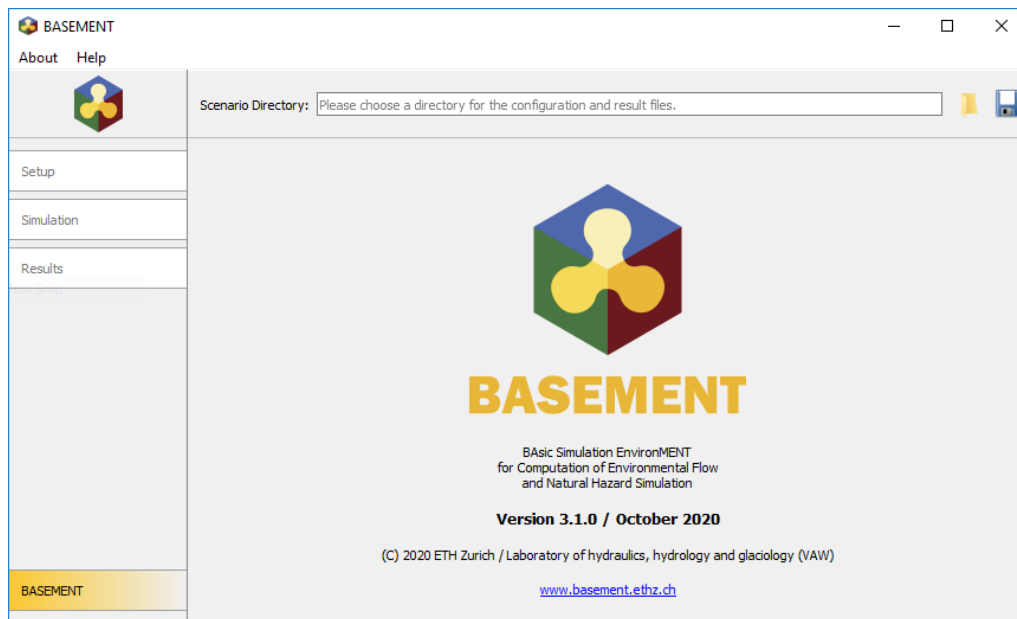 BASEMENT
About Help
Scenario Directory: Please choose a directory for the configuration and result files.
Setup
Simulation
Results
BASEMENT
BAsic Simulation EnvironMENT
for Computation of Environmental Flow
and Natural Hazard Simulation
Version 3.1.0 / October 2020
(C) 2020 ETH Zurich / Laboratory of hydraulics, hydrology and glaciology (VAW)
www.basement.ethz.ch
BASEMENT